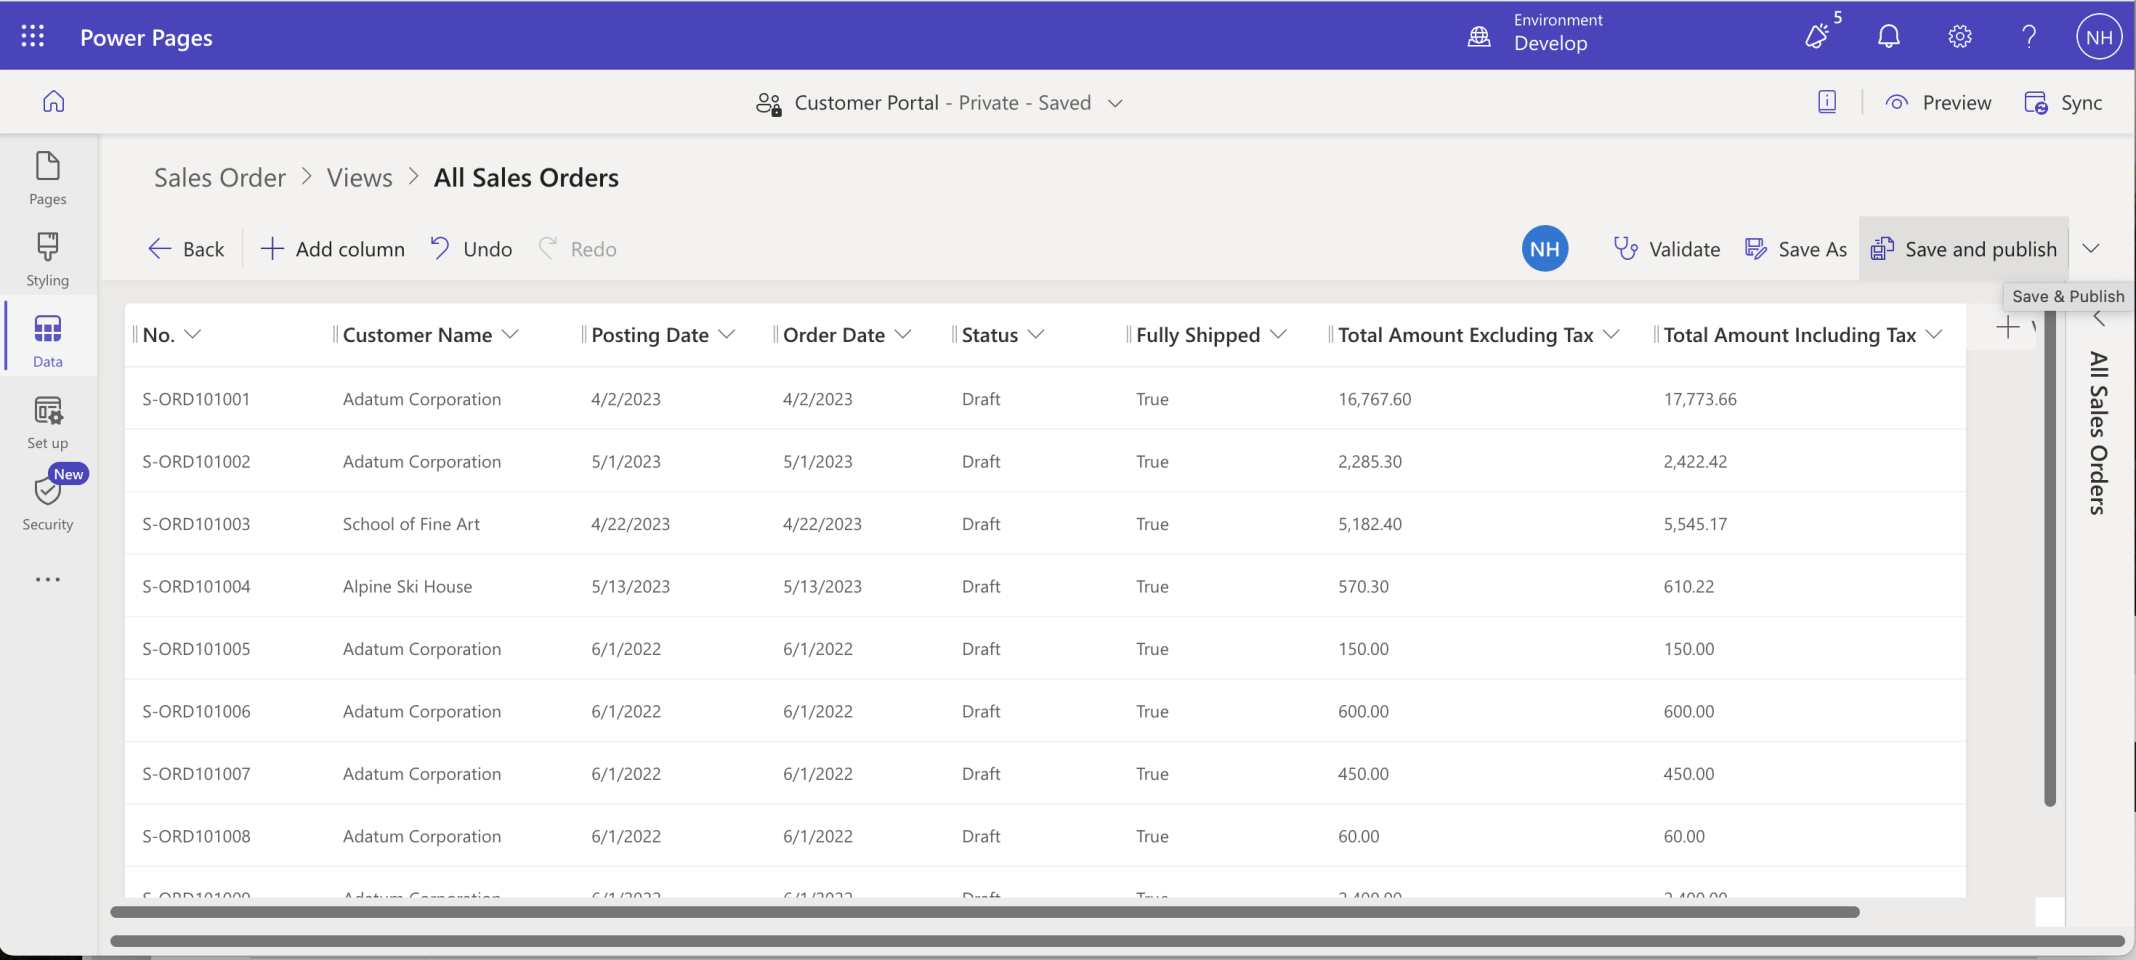 Power Pages
Environment
Develop
5
NH
Customer Portal - Private - Saved
Preview
Sync
Pages
Styling
Data
Set up
New
Security
Sales Order > Views > All Sales Orders
Back
Add column
Undo
Redo
NH
Validate
Save As
Save and publish
Save & Publish
No. Customer Name Posting Date Order Date Status Fully Shipped Total Amount Excluding Tax Total Amount Including Tax
S-ORD101001 Adatum Corporation 4/2/2023 4/2/2023 Draft True 16,767.60 17,773.66
S-ORD101002 Adatum Corporation 5/1/2023 5/1/2023 Draft True 2,285.30 2,422.42
S-ORD101003 School of Fine Art 4/22/2023 4/22/2023 Draft True 5,182.40 5,545.17
S-ORD101004 Alpine Ski House 5/13/2023 5/13/2023 Draft True 570.30 610.22
S-ORD101005 Adatum Corporation 6/1/2022 6/1/2022 Draft True 150.00 150.00
S-ORD101006 Adatum Corporation 6/1/2022 6/1/2022 Draft True 600.00 600.00
S-ORD101007 Adatum Corporation 6/1/2022 6/1/2022 Draft True 450.00 450.00
S-ORD101008 Adatum Corporation 6/1/2022 6/1/2022 Draft True 60.00 60.00
All Sales Orders